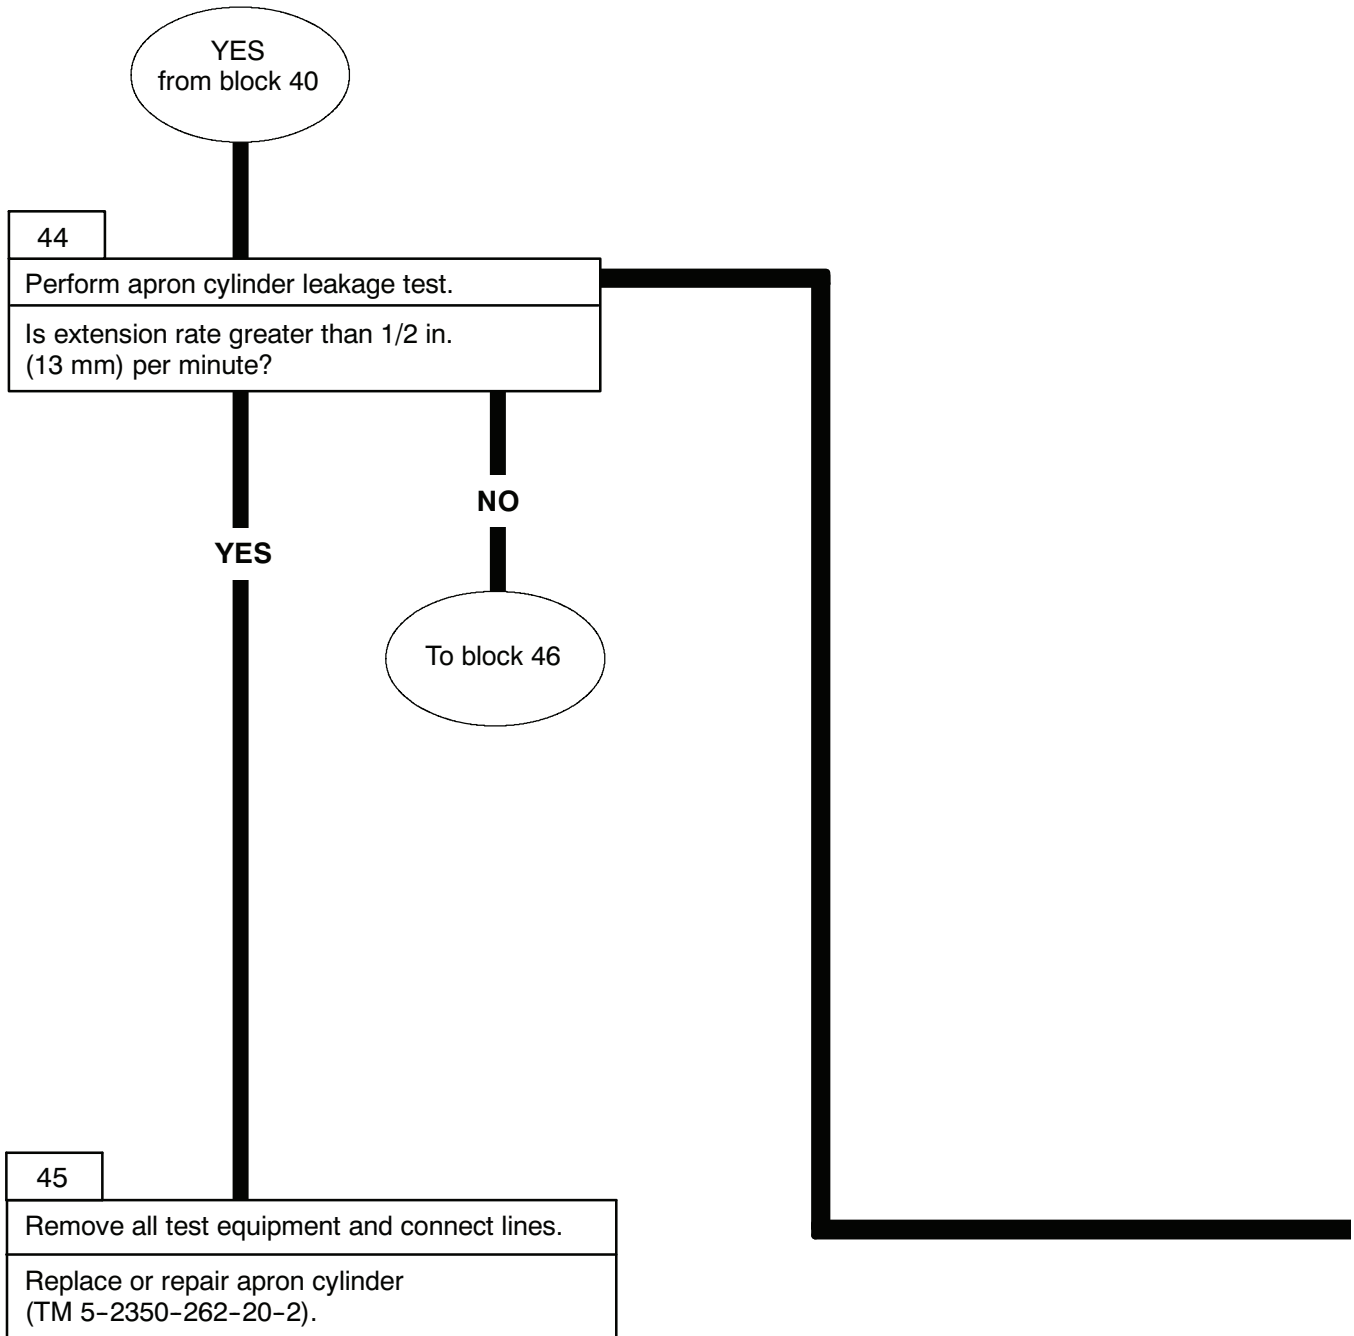 YES
from block 40
44
Perform apron cylinder leakage test.
Is extension rate greater than 1/2 in.
(13 mm) per minute?
NO
YES
To block 46
45
Remove all test equipment and connect lines.
Replace or repair apron cylinder
(TM 5-2350-262-20-2).